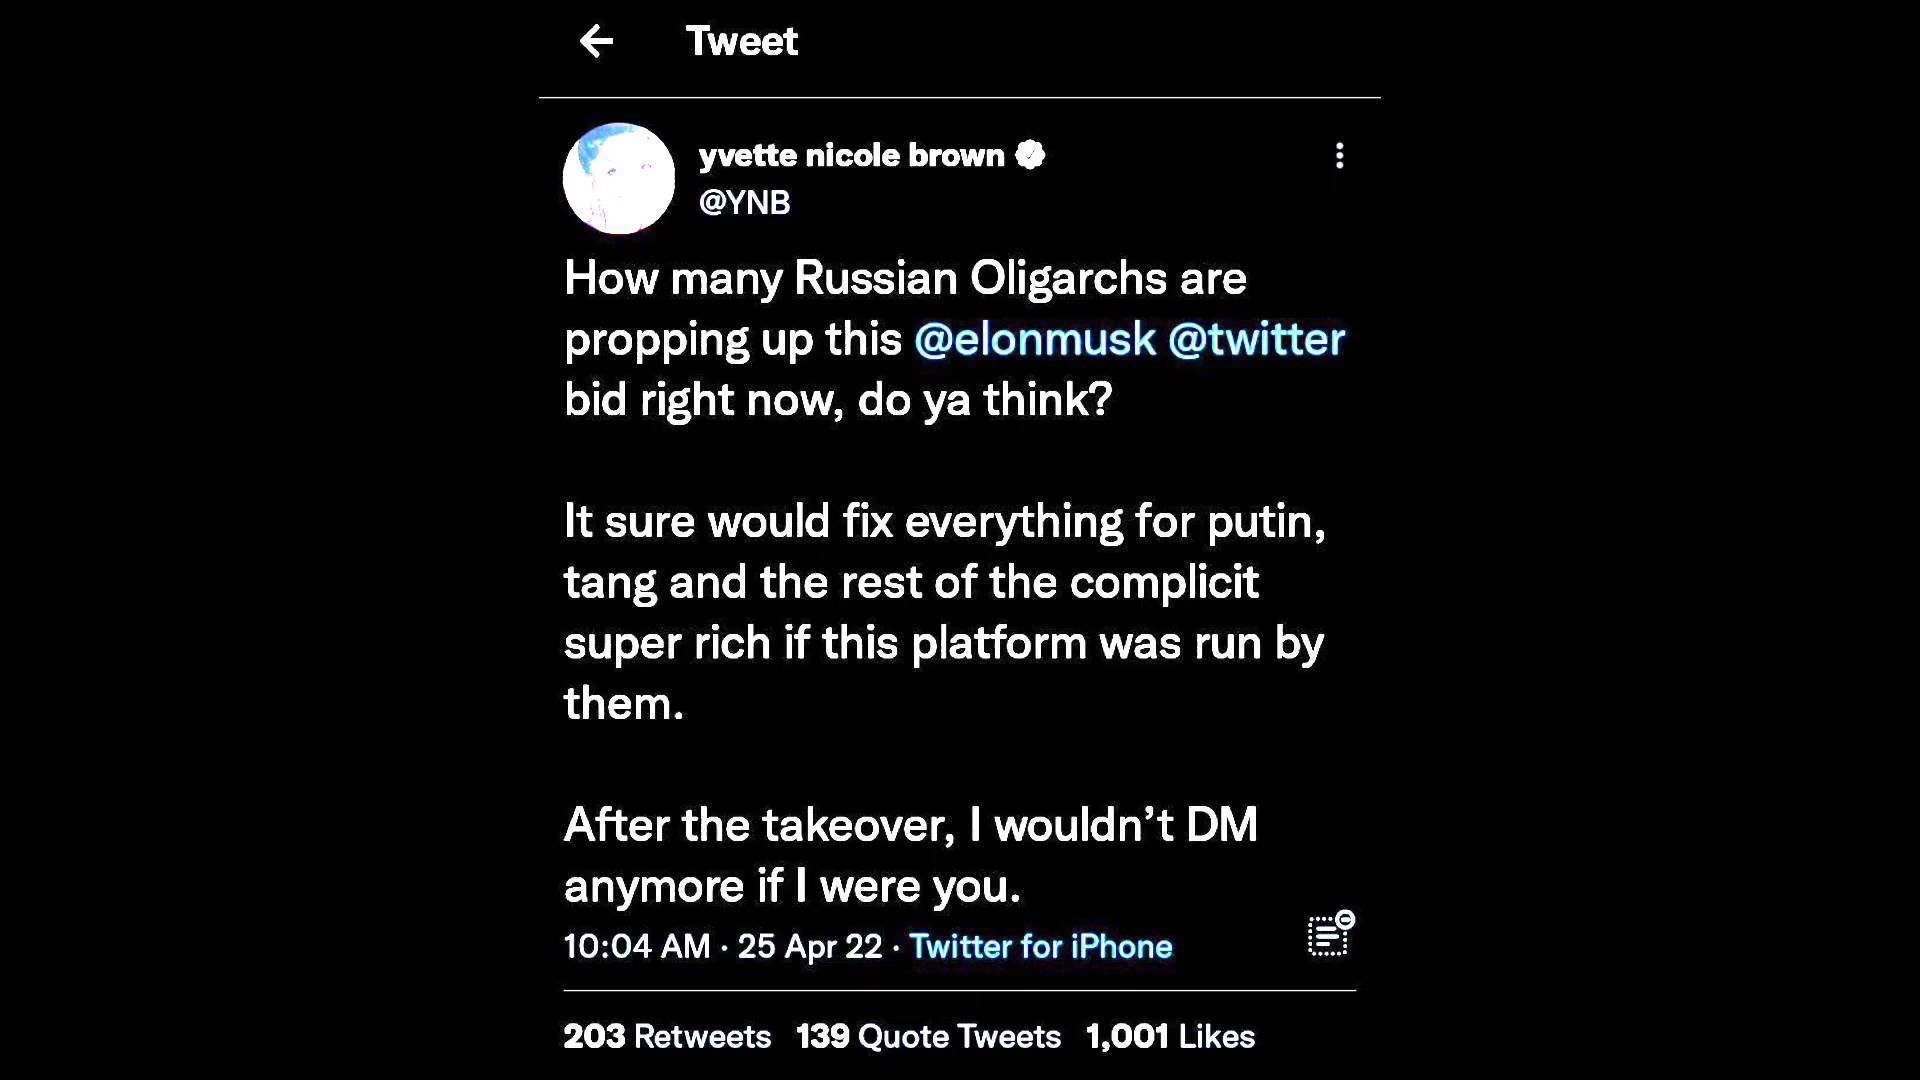 Tweet
yvette nicole brown
@YNB
How many Russian Oligarchs are
propping up this @elonmusk @twitter
bid right now, do ya think?
It sure would fix everything for putin,
tang and the rest of the complicit
super rich if this platform was run by
them.
After the takeover, I wouldn’t DM
anymore if I were you.
10:04 AM · 25 Apr 22 · Twitter for iPhone
203 Retweets 139 Quote Tweets 1,001 Likes